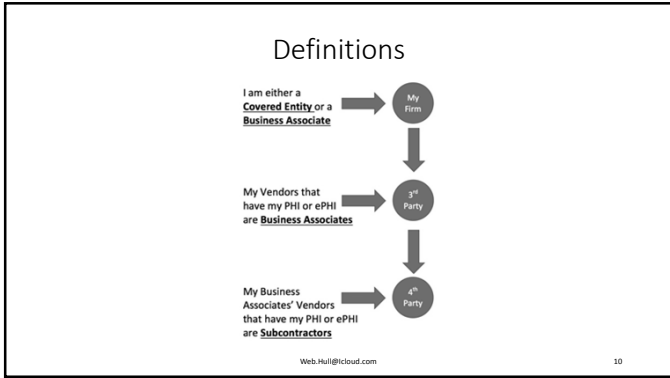 Definitions
I am either a
Covered Entity or a
Business Associate
My
Firm
My Vendors that
have my PHI or ePHI
are Business Associates
3rd
Party
My Business
Associates' Vendors
that have my PHI or ePHI
are Subcontractors
4th
Party
Web.Hull@Icloud.com
10